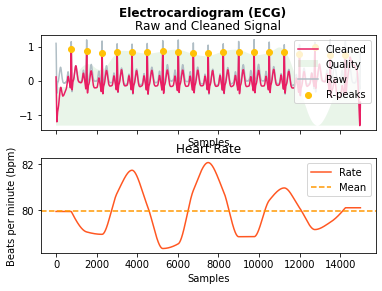 Electrocardiogram (ECG)
Raw and Cleaned Signal
1
0
−1
Cleaned
Quality
Raw
R-peaks
Samples
Heart Rate
Beats per minute (bpm)
82
80
Rate
Mean
0 2000 4000 6000 8000 10000 12000 14000
Samples